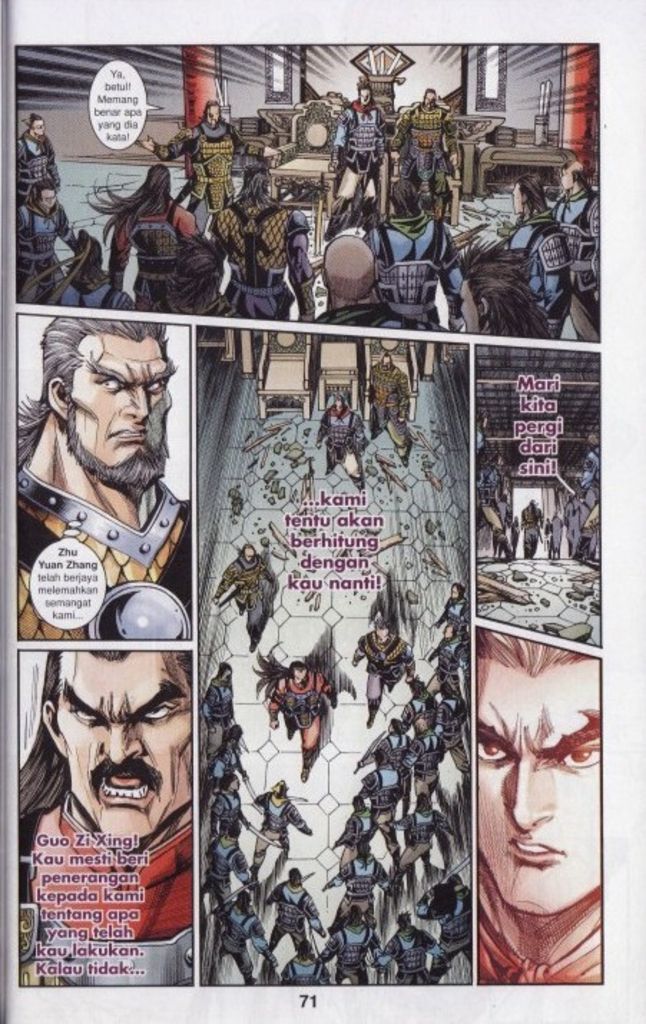 Ya,
betul!
Memang
benar apa
yang dia
kata!
Zhu
Yuan Zhang
telah berjaya
melemahkan
semangat
kami...
Guo Zi Xing!
Kau mesti beri
penerangan
kepada kami
tentang apa
yang telah
kau lakukan.
Kalau tidak...
...kami
tentu akan
berhitung
dengan
kau nanti!
Mari
kita
pergi
dari
sini!
71